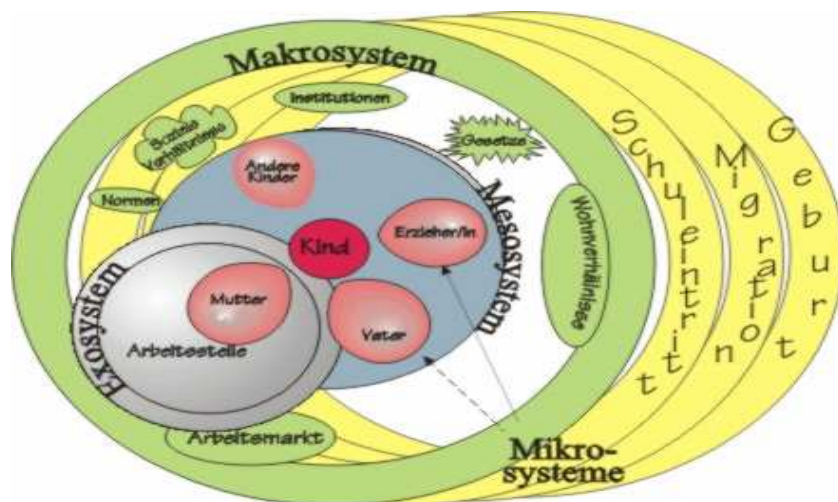 Makrosystem
Institutionen
Soziale
Verhältnisse
Gesetze
Normen
Andere
Kinder
Mesosystem
Erzieher/in
Kind
Wohnverhälnisse
Exosystem
Mutter
Vater
Arbeitsstelle
Arbeitsmarkt
Mikro-
systeme
Schuleintritt
Migration
Geburt